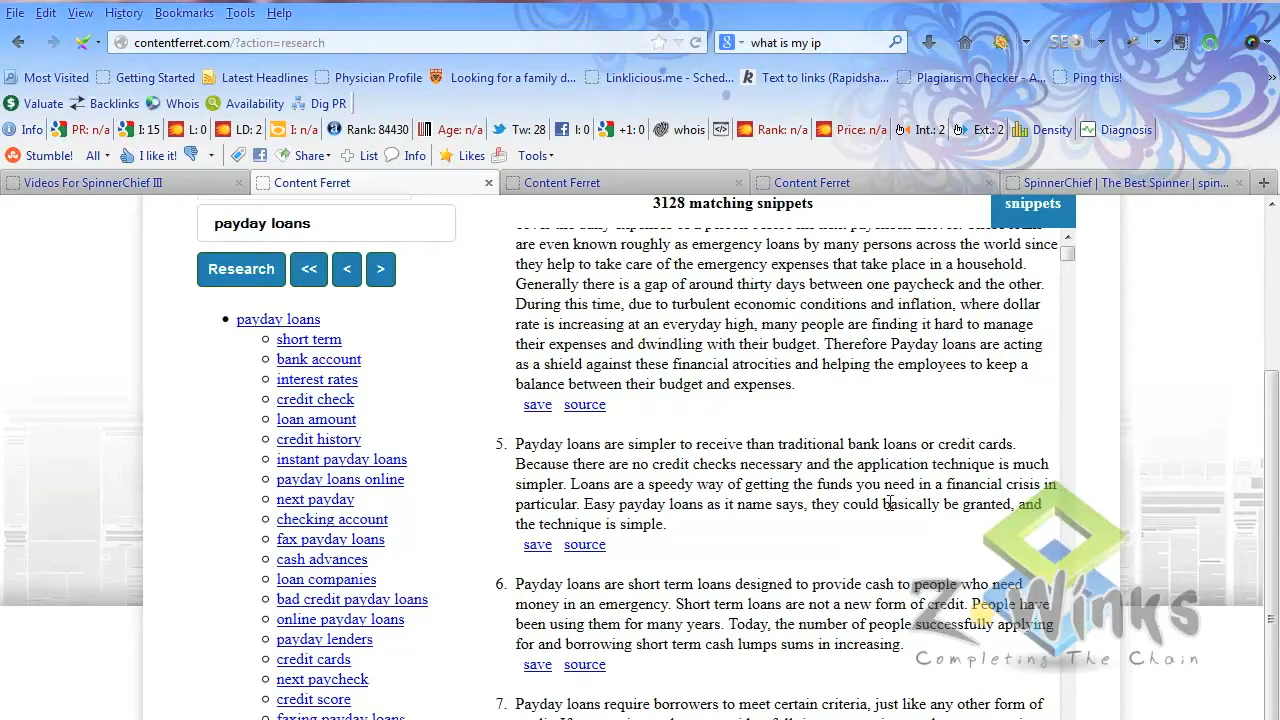 File Edit View History Bookmarks Tools Help
contentferret.com/?action=research what is my ip
Most Visited Getting Started Latest Headlines Physician Profile Looking for a family d... Linklicious.me - Sched... Text to links (Rapidsha... Plagiarism Checker - A... Ping this!
Valuate Backlinks Whois Availability Dig PR
Info PR: n/a I: 15 L: 0 LD: 2 I: n/a Rank: 84430 Age: n/a Tw: 28 I: 0 +1: 0 whois Rank: n/a Price: n/a Int.: 2 Ext.: 2 Density Diagnosis
Stumble! All I like it! Share List Info Likes Tools
Videos For SpinnerChief III Content Ferret Content Ferret Content Ferret SpinnerChief | The Best Spinner | spin...
3128 matching snippets
snippets
payday loans
Research << < >
payday loans
short term
bank account
interest rates
credit check
loan amount
credit history
instant payday loans
payday loans online
next payday
checking account
fax payday loans
cash advances
loan companies
bad credit payday loans
online payday loans
payday lenders
credit cards
next paycheck
credit score
faxing payday loans
are even known roughly as emergency loans by many persons across the world since
they help to take care of the emergency expenses that take place in a household.
Generally there is a gap of around thirty days between one paycheck and the other.
During this time, due to turbulent economic conditions and inflation, where dollar
rate is increasing at an everyday high, many people are finding it hard to manage
their expenses and dwindling with their budget. Therefore Payday loans are acting
as a shield against these financial atrocities and helping the employees to keep a
balance between their budget and expenses.
save source
5. Payday loans are simpler to receive than traditional bank loans or credit cards.
Because there are no credit checks necessary and the application technique is much
simpler. Loans are a speedy way of getting the funds you need in a financial crisis in
particular. Easy payday loans as it name says, they could basically be granted, and
the technique is simple.
save source
6. Payday loans are short term loans designed to provide cash to people who need
money in an emergency. Short term loans are not a new form of credit. People have
been using them for many years. Today, the number of people successfully applying
for and borrowing short term cash lumps sums in increasing.
save source
7. Payday loans require borrowers to meet certain criteria, just like any other form of
ZoWinks
Completing The Chain